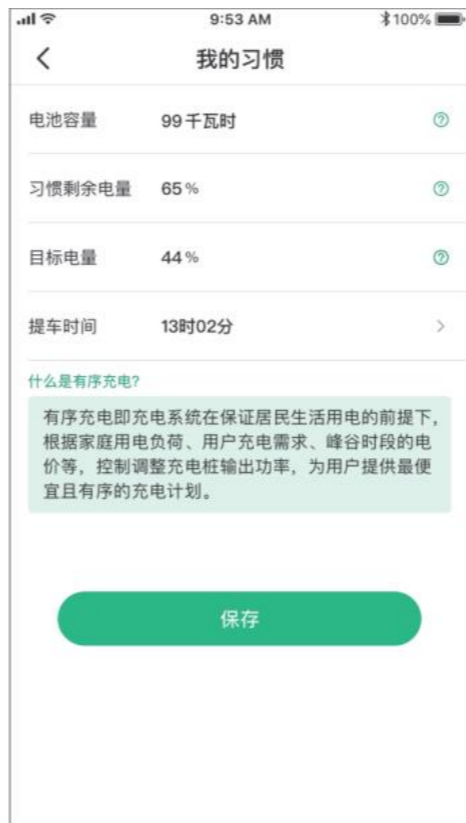 9:53 AM
100%
我的习惯
电池容量 99千瓦时
习惯剩余电量 65%
目标电量 44%
提车时间 13时02分
什么是有序充电?
有序充电即充电系统在保证居民生活用电的前提下，
根据家庭用电负荷、用户充电需求、峰谷时段的电
价等，控制调整充电桩输出功率，为用户提供最便
宜且有序的充电计划。
保存